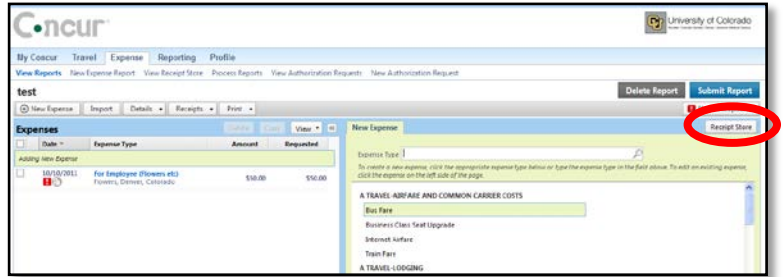 Concur
University of Colorado
My Concur Travel Expense Reporting Profile
View Reports New Expense Report View Receipt Store Process Reports View Authorization Requests New Authorization Request
test
Delete Report Submit Report
New Expense Import Details Receipts Print
Expenses
Delete Copy View
New Expense
Receipt Store
Date Expense Type Amount Requested
Adding New Expense
10/10/2011 For Employee (Flowers etc) $50.00 $50.00
Flowers, Denver, Colorado
Expense Type
To create a new expense, click the appropriate expense type below or type the expense type in the field above. To edit an existing expense,
click the expense on the left side of the page.
A TRAVEL-AIRFARE AND COMMON CARRIER COSTS
Bus Fare
Business Class Seat Upgrade
Internet Airfare
Train Fare
A TRAVEL-LODGING